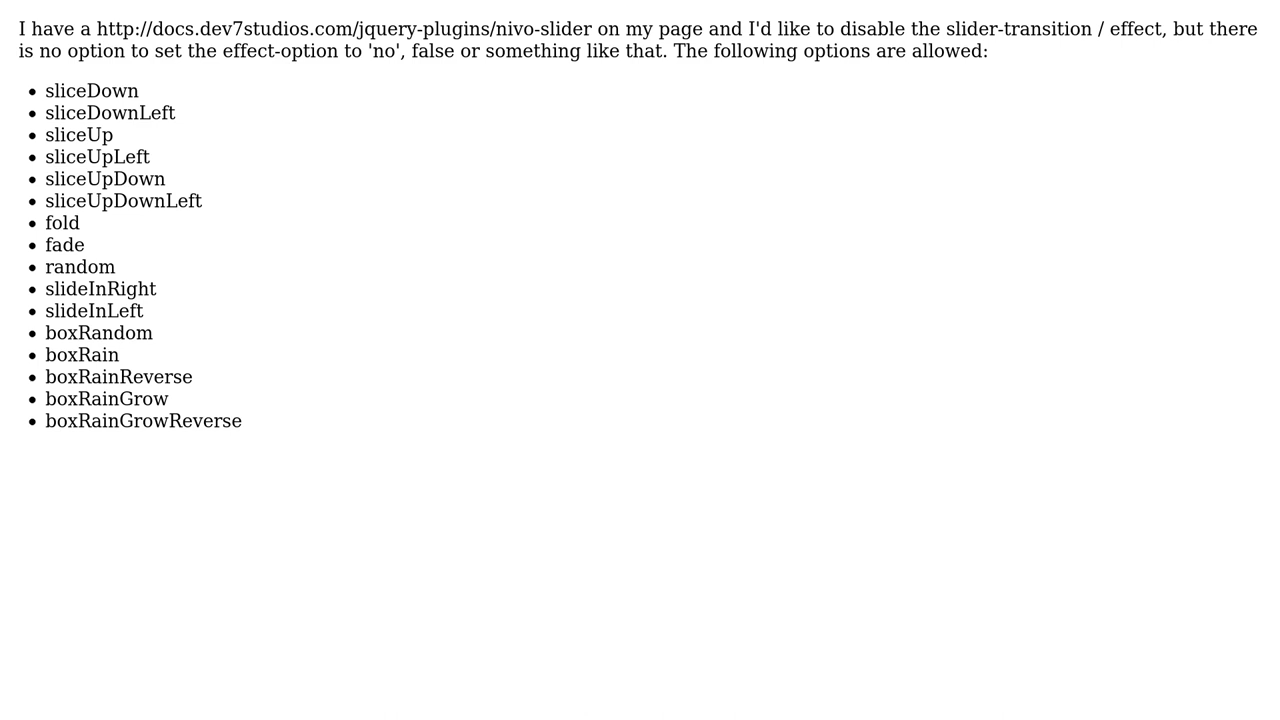 I have a http://docs.dev7studios.com/jquery-plugins/nivo-slider on my page and I'd like to disable the slider-transition / effect, but there
is no option to set the effect-option to 'no', false or something like that. The following options are allowed:
• sliceDown
• sliceDownLeft
• sliceUp
• sliceUpLeft
• sliceUpDown
• sliceUpDownLeft
• fold
• fade
• random
• slideInRight
• slideInLeft
• boxRandom
• boxRain
• boxRainReverse
• boxRainGrow
• boxRainGrowReverse